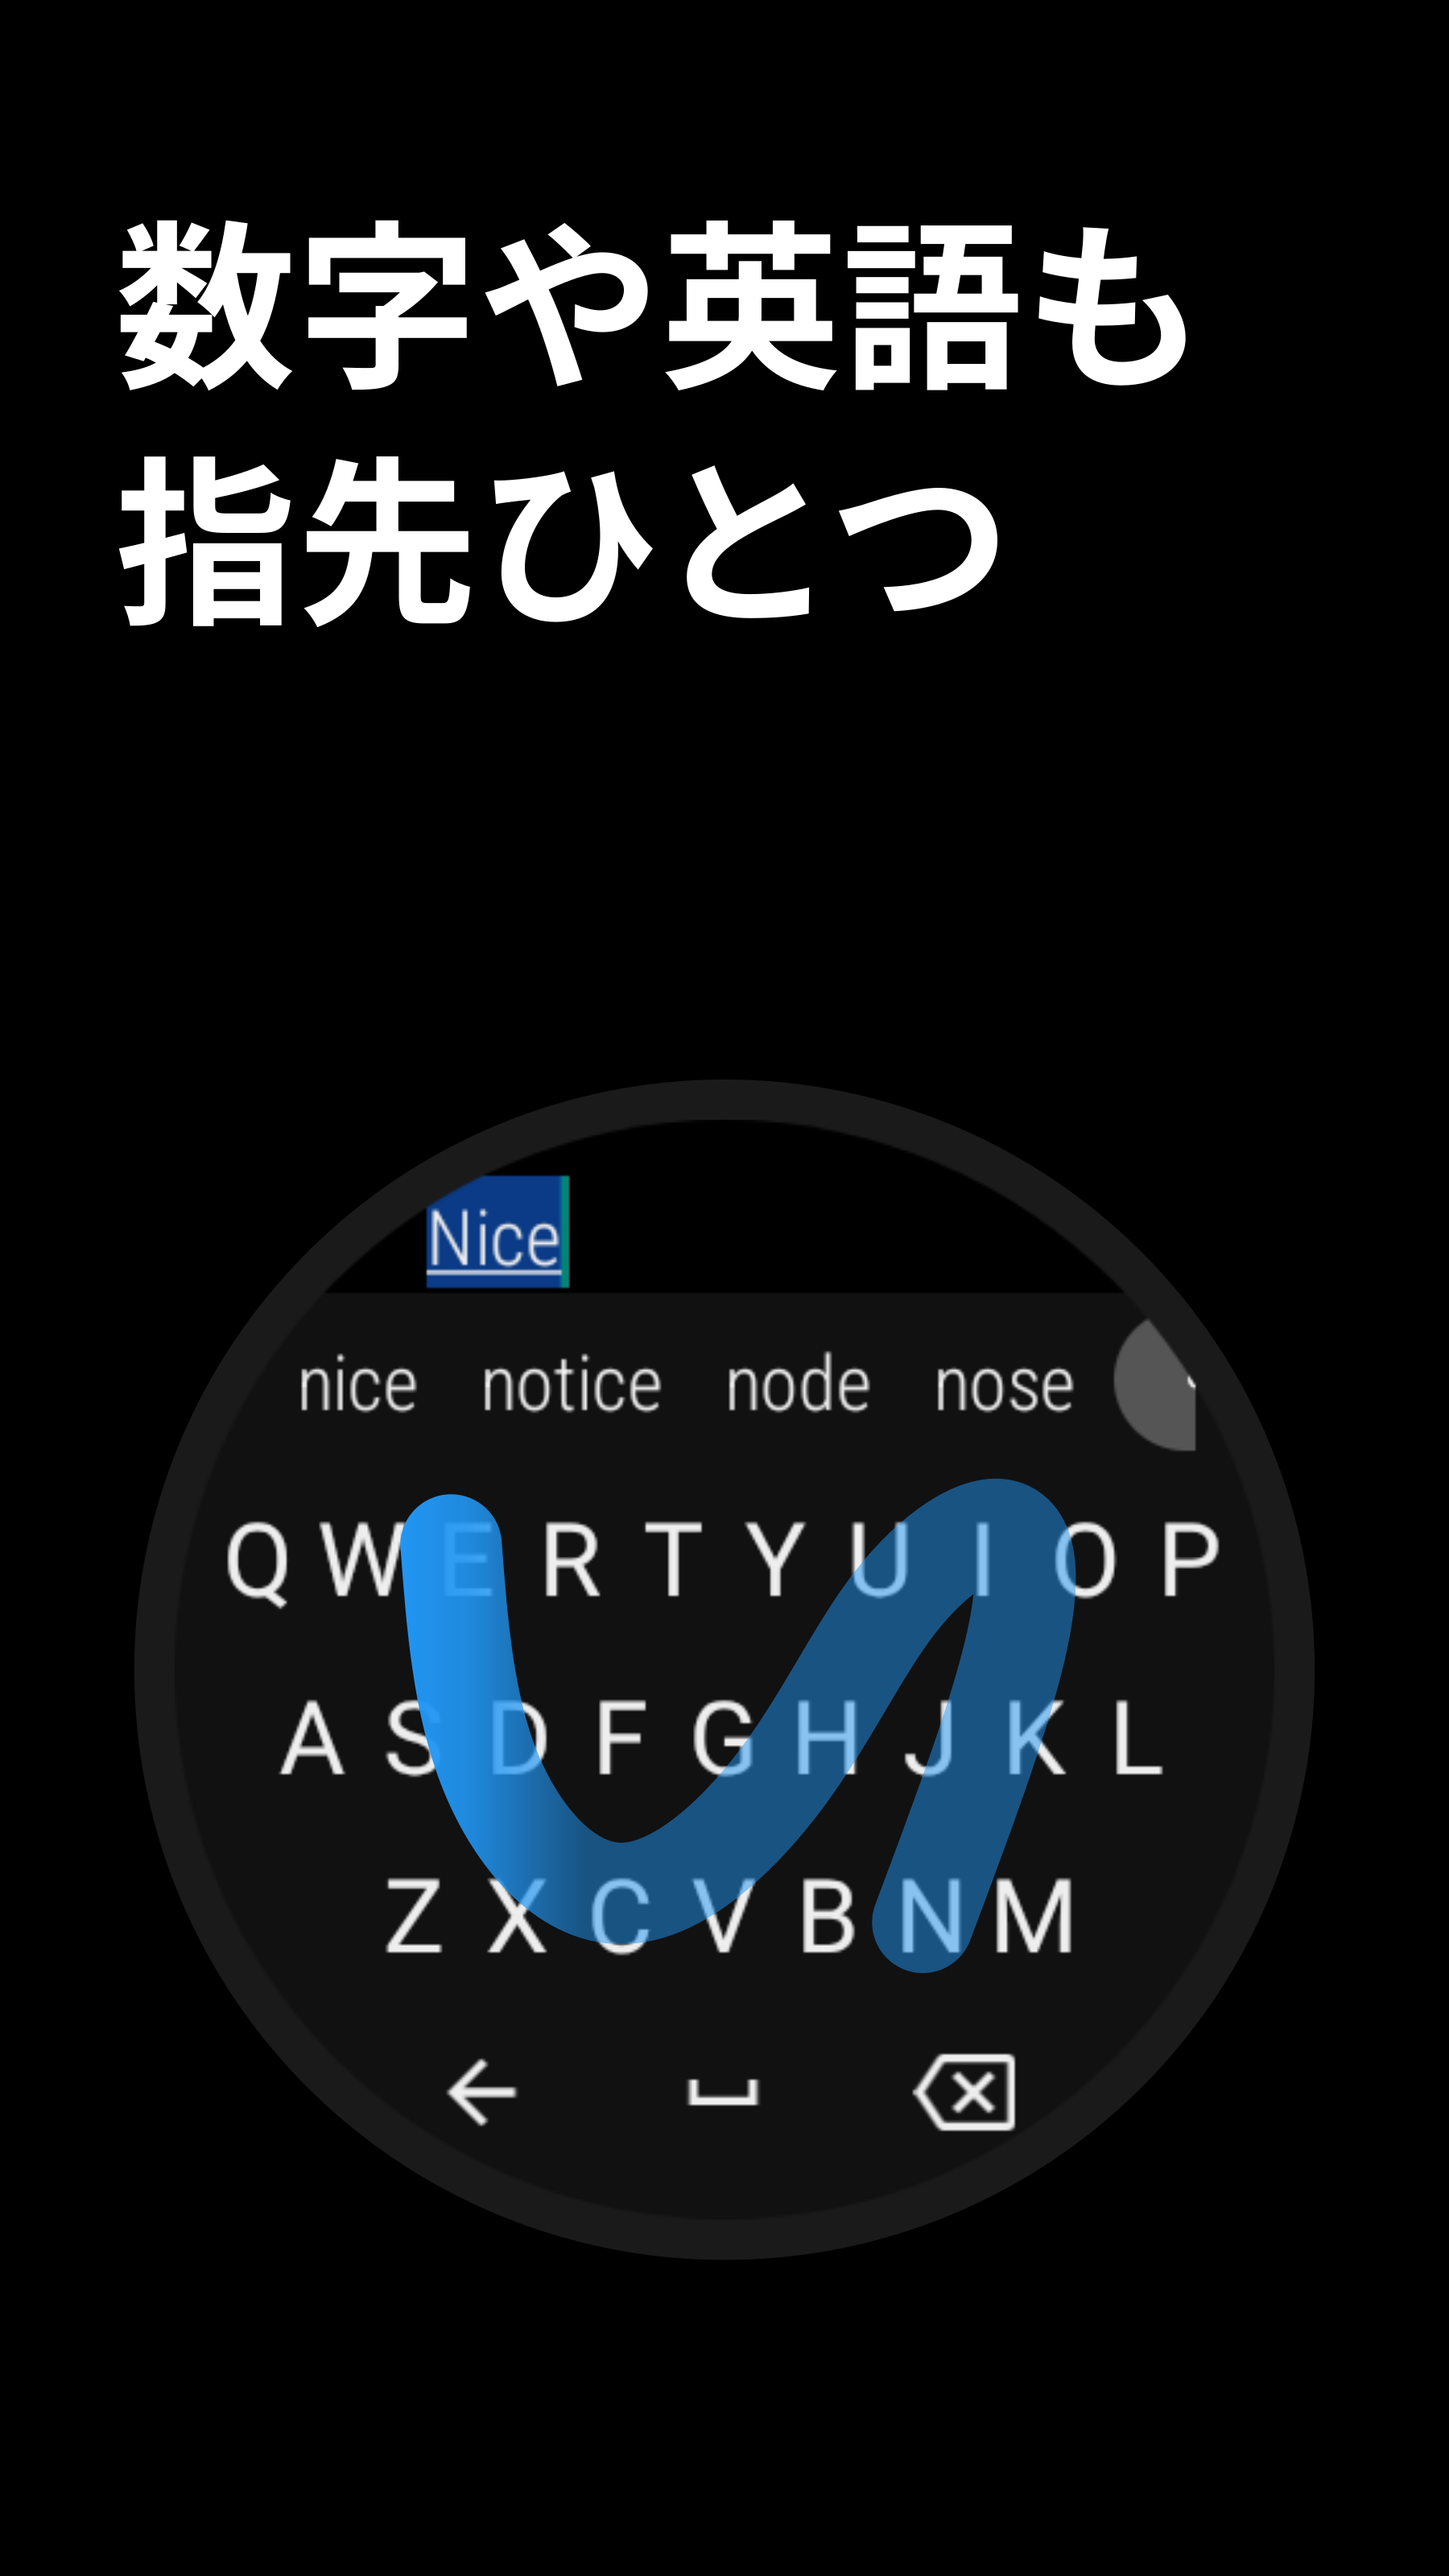 数字や英語も
指先ひとつ
Nice
nice notice node nose
Q W E R T Y U I O P
A S D F G H J K L
Z X C V B N M